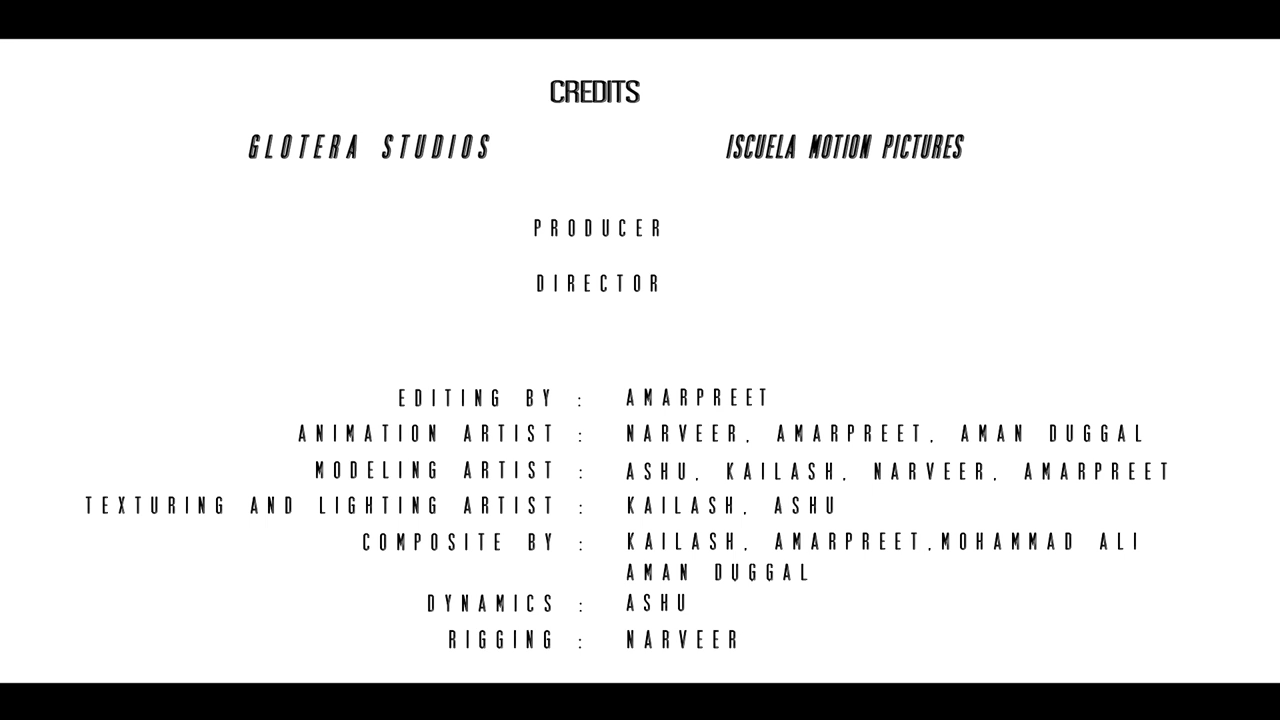 CREDITS
GLOTERA STUDIOS ISCUELA MOTION PICTURES
PRODUCER
DIRECTOR
EDITING BY : AMARPREET
ANIMATION ARTIST : NARVEER, AMARPREET, AMAN DUGGAL
MODELING ARTIST : ASHU, KAILASH, NARVEER, AMARPREET
TEXTURING AND LIGHTING ARTIST : KAILASH, ASHU
COMPOSITE BY : KAILASH, AMARPREET,MOHAMMAD ALI
AMAN DUGGAL
DYNAMICS : ASHU
RIGGING : NARVEER